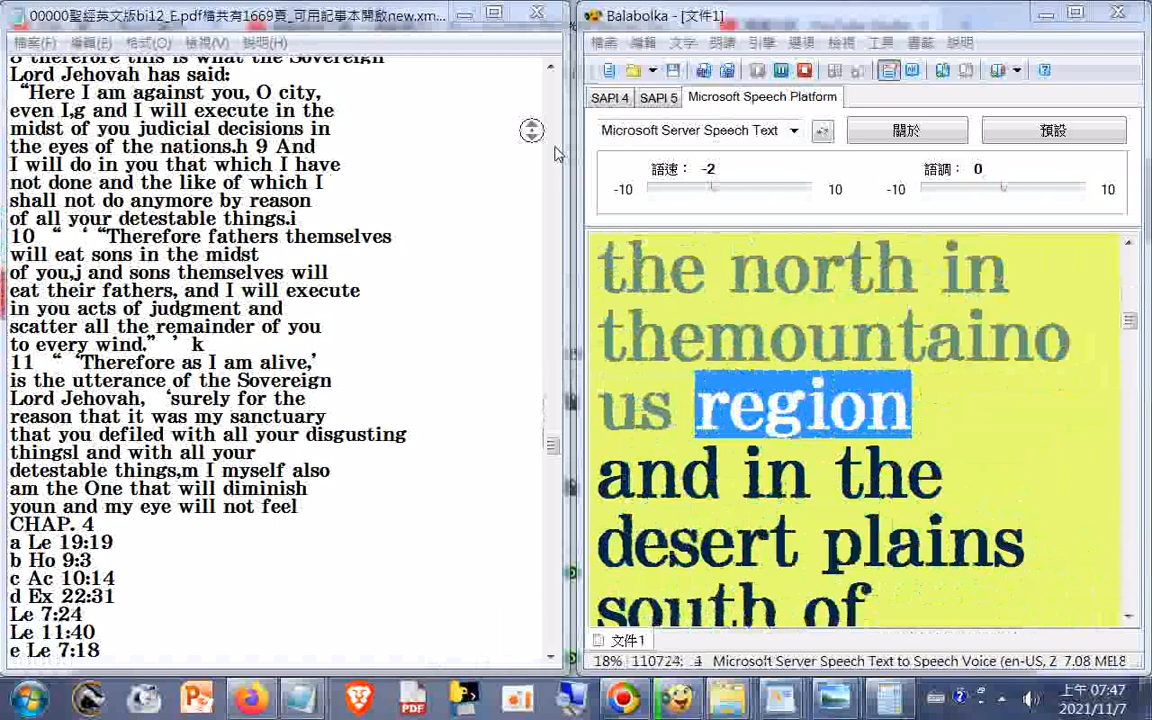 00000聖經英文版bi12_E.pdf檔共有1669頁_可用記事本開啟new.xm...
檔案(F) 編輯(E) 格式(O) 檢視(V) 說明(H)
8 therefore this is what the Sovereign
Lord Jehovah has said:
“Here I am against you, O city,
even I,g and I will execute in the
midst of you judicial decisions in
the eyes of the nations.h 9 And
I will do in you that which I have
not done and the like of which I
shall not do anymore by reason
of all your detestable things.i
10 “ ‘ “Therefore fathers themselves
will eat sons in the midst
of you,j and sons themselves will
eat their fathers, and I will execute
in you acts of judgment and
scatter all the remainder of you
to every wind.” ’ k
11 “ ‘Therefore as I am alive,’
is the utterance of the Sovereign
Lord Jehovah, ‘surely for the
reason that it was my sanctuary
that you defiled with all your disgusting
thingsl and with all your
detestable things,m I myself also
am the One that will diminish
youn and my eye will not feel
CHAP. 4
a Le 19:19
b Ho 9:3
c Ac 10:14
d Ex 22:31
Le 7:24
Le 11:40
e Le 7:18
Balabolka - [文件1]
檔案 編輯 文字 朗讀 引擎 選項 檢視 工具 書籤 說明
SAPI 4 SAPI 5 Microsoft Speech Platform
Microsoft Server Speech Text 關於 預設
語速： -2 語調： 0
-10 10 -10 10
the north in
themountaino
us region
and in the
desert plains
south of
文件1
18% Microsoft Server Speech Text to Speech Voice (en-US, Z 7.08
PDF
上午 07:47
2021/11/7